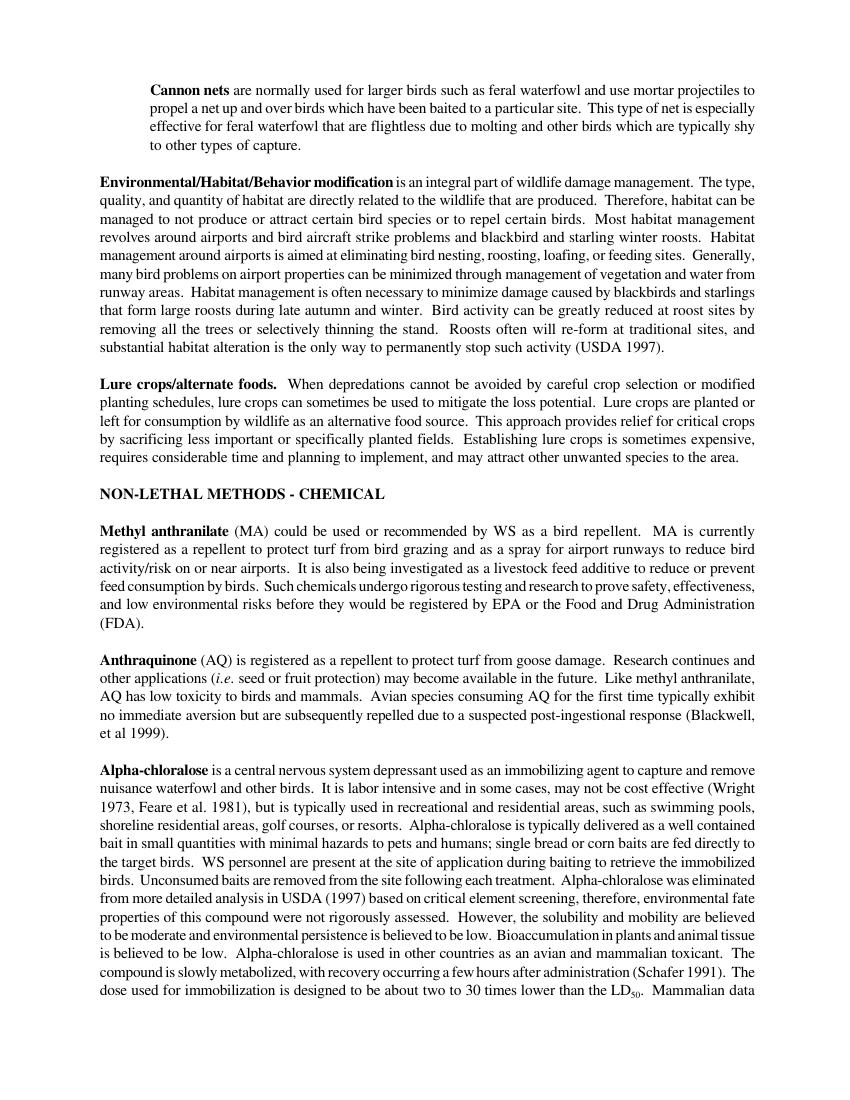 Cannon nets are normally used for larger birds such as feral waterfowl and use mortar projectiles to
propel a net up and over birds which have been baited to a particular site. This type of net is especially
effective for feral waterfowl that are flightless due to molting and other birds which are typically shy
to other types of capture.
Environmental/Habitat/Behavior modification is an integral part of wildlife damage management. The type,
quality, and quantity of habitat are directly related to the wildlife that are produced. Therefore, habitat can be
managed to not produce or attract certain bird species or to repel certain birds. Most habitat management
revolves around airports and bird aircraft strike problems and blackbird and starling winter roosts. Habitat
management around airports is aimed at eliminating bird nesting, roosting, loafing, or feeding sites. Generally,
many bird problems on airport properties can be minimized through management of vegetation and water from
runway areas. Habitat management is often necessary to minimize damage caused by blackbirds and starlings
that form large roosts during late autumn and winter. Bird activity can be greatly reduced at roost sites by
removing all the trees or selectively thinning the stand. Roosts often will re-form at traditional sites, and
substantial habitat alteration is the only way to permanently stop such activity (USDA 1997).
Lure crops/alternate foods. When depredations cannot be avoided by careful crop selection or modified
planting schedules, lure crops can sometimes be used to mitigate the loss potential. Lure crops are planted or
left for consumption by wildlife as an alternative food source. This approach provides relief for critical crops
by sacrificing less important or specifically planted fields. Establishing lure crops is sometimes expensive,
requires considerable time and planning to implement, and may attract other unwanted species to the area.
NON-LETHAL METHODS - CHEMICAL
Methyl anthranilate (MA) could be used or recommended by WS as a bird repellent. MA is currently
registered as a repellent to protect turf from bird grazing and as a spray for airport runways to reduce bird
activity/risk on or near airports. It is also being investigated as a livestock feed additive to reduce or prevent
feed consumption by birds. Such chemicals undergo rigorous testing and research to prove safety, effectiveness,
and low environmental risks before they would be registered by EPA or the Food and Drug Administration
(FDA).
Anthraquinone (AQ) is registered as a repellent to protect turf from goose damage. Research continues and
other applications (i.e. seed or fruit protection) may become available in the future. Like methyl anthranilate,
AQ has low toxicity to birds and mammals. Avian species consuming AQ for the first time typically exhibit
no immediate aversion but are subsequently repelled due to a suspected post-ingestional response (Blackwell,
et al 1999).
Alpha-chloralose is a central nervous system depressant used as an immobilizing agent to capture and remove
nuisance waterfowl and other birds. It is labor intensive and in some cases, may not be cost effective (Wright
1973, Feare et al. 1981), but is typically used in recreational and residential areas, such as swimming pools,
shoreline residential areas, golf courses, or resorts. Alpha-chloralose is typically delivered as a well contained
bait in small quantities with minimal hazards to pets and humans; single bread or corn baits are fed directly to
the target birds. WS personnel are present at the site of application during baiting to retrieve the immobilized
birds. Unconsumed baits are removed from the site following each treatment. Alpha-chloralose was eliminated
from more detailed analysis in USDA (1997) based on critical element screening, therefore, environmental fate
properties of this compound were not rigorously assessed. However, the solubility and mobility are believed
to be moderate and environmental persistence is believed to be low. Bioaccumulation in plants and animal tissue
is believed to be low. Alpha-chloralose is used in other countries as an avian and mammalian toxicant. The
compound is slowly metabolized, with recovery occurring a few hours after administration (Schafer 1991). The
dose used for immobilization is designed to be about two to 30 times lower than the LD50. Mammalian data